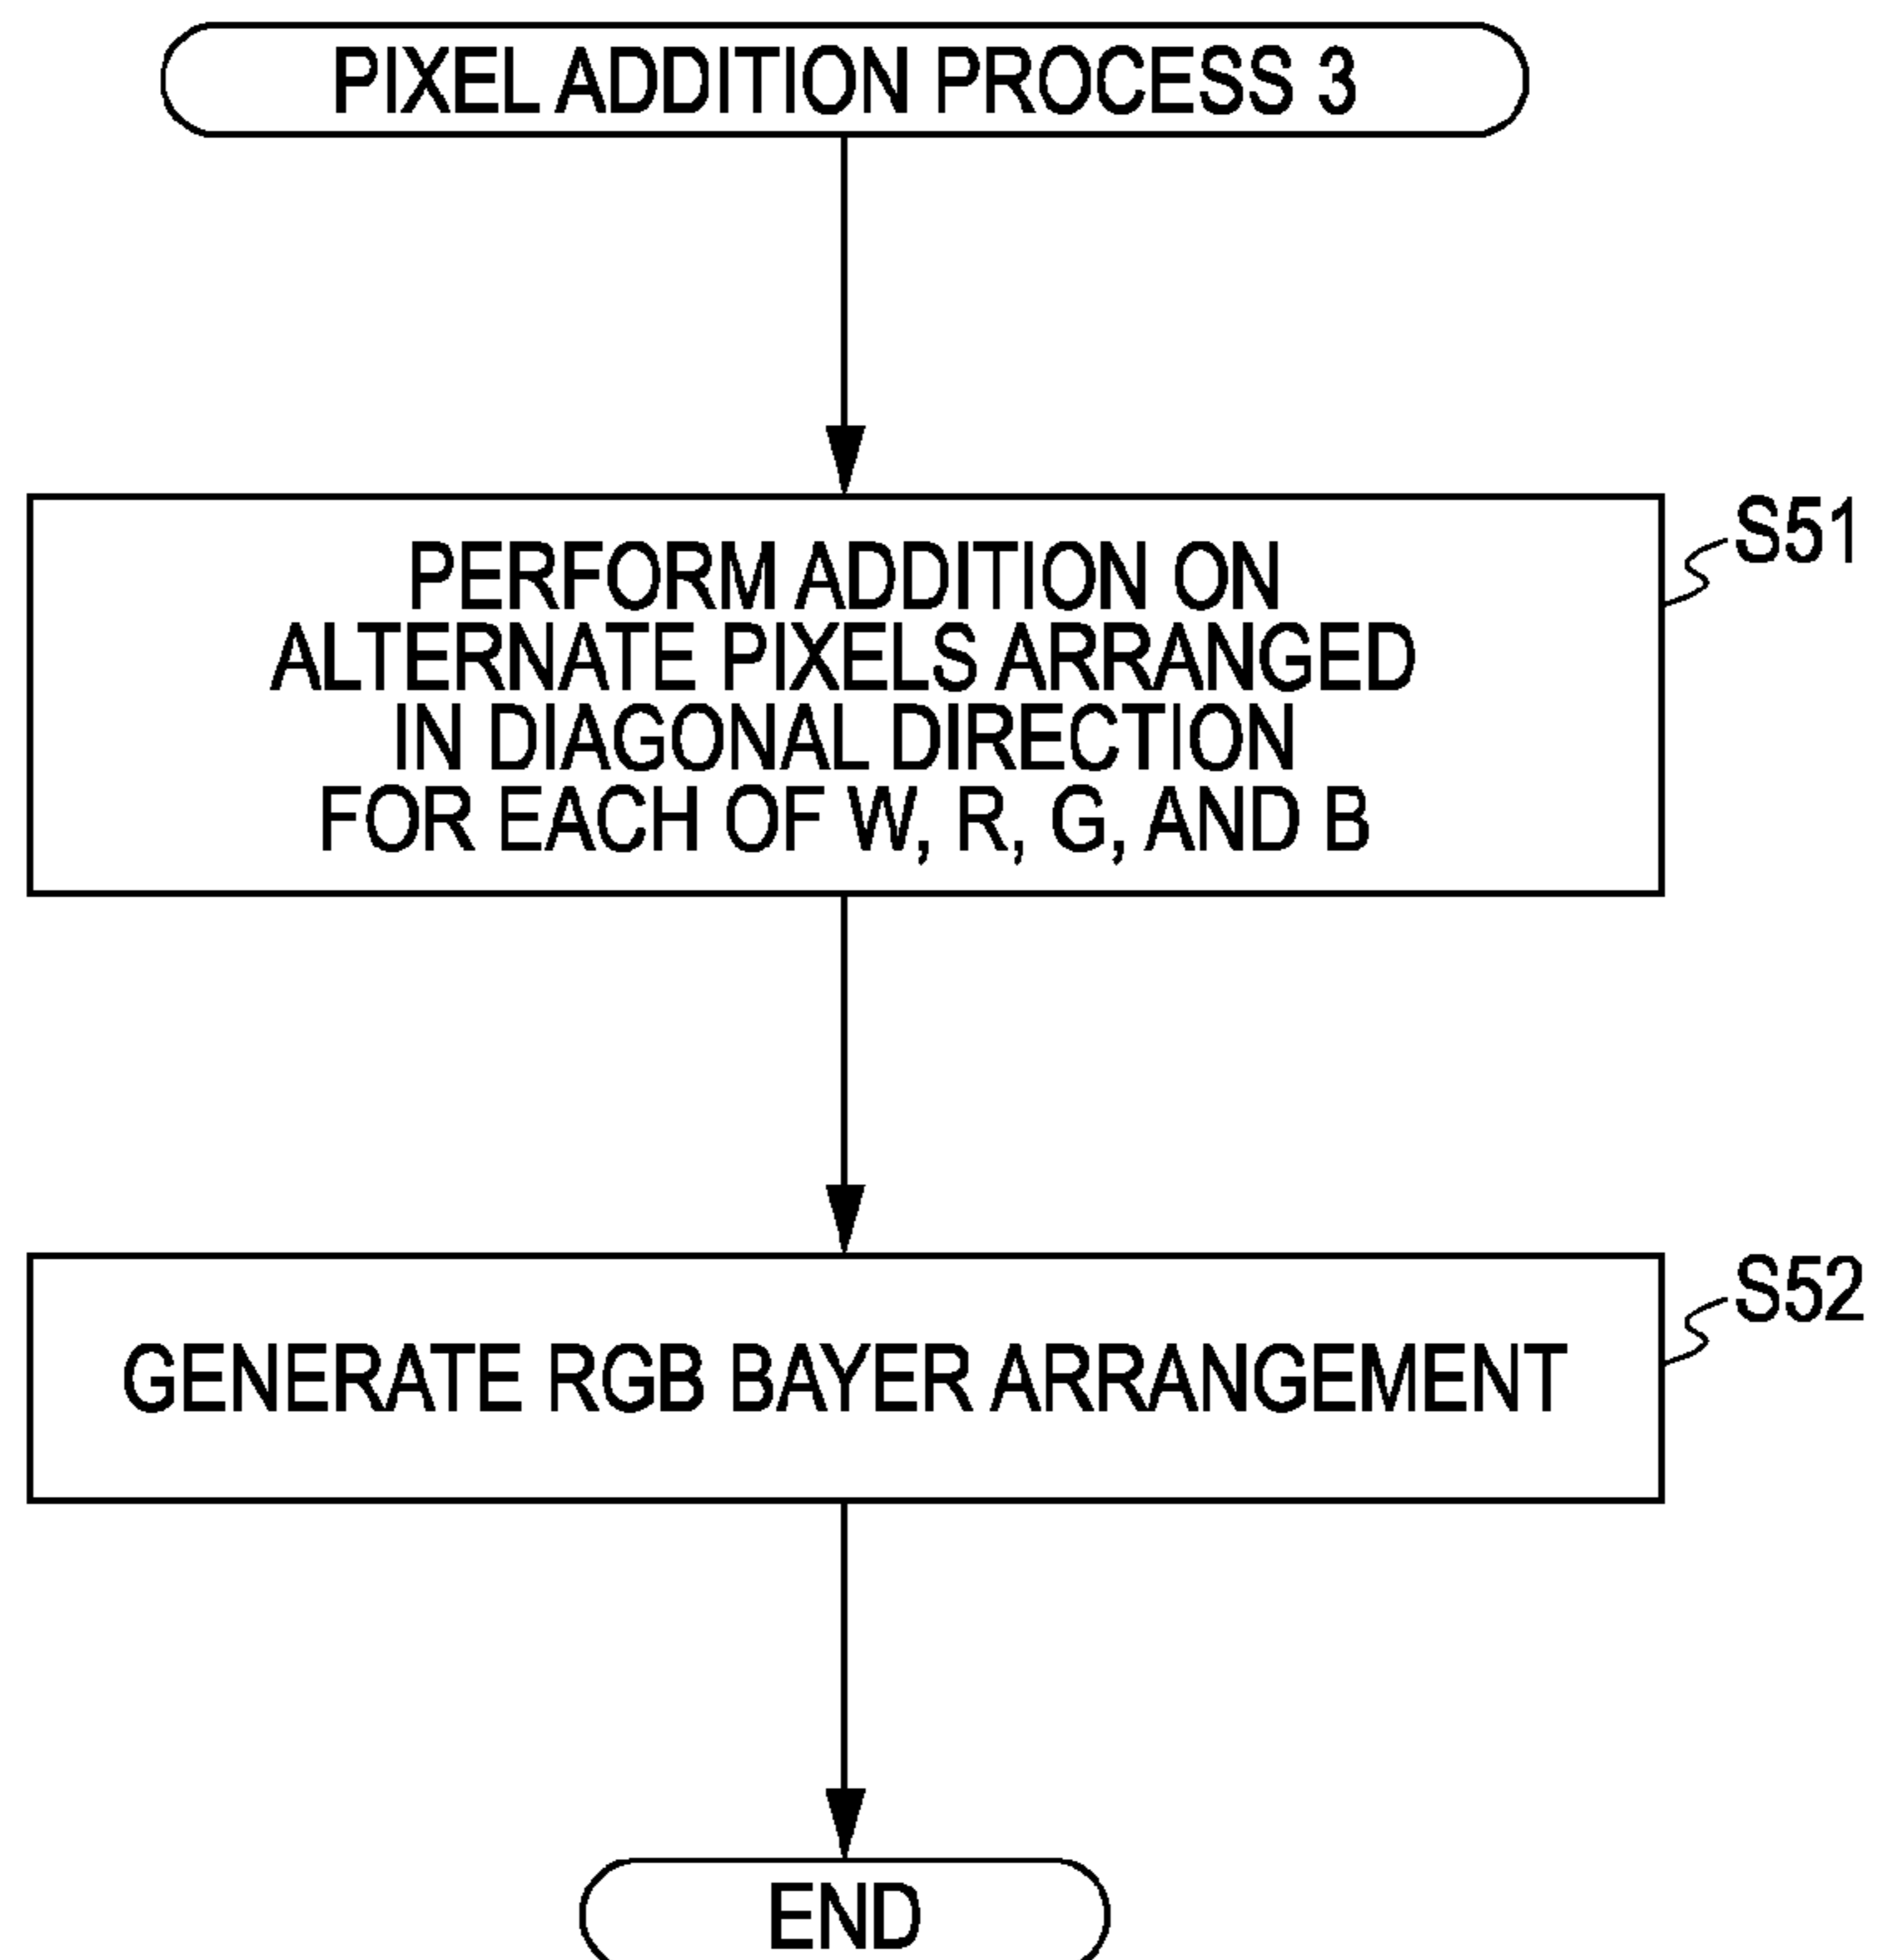 PIXEL ADDITION PROCESS 3
S51
PERFORM ADDITION ON
ALTERNATE PIXELS ARRANGED
IN DIAGONAL DIRECTION
FOR EACH OF W, R, G, AND B
S52
GENERATE RGB BAYER ARRANGEMENT
END